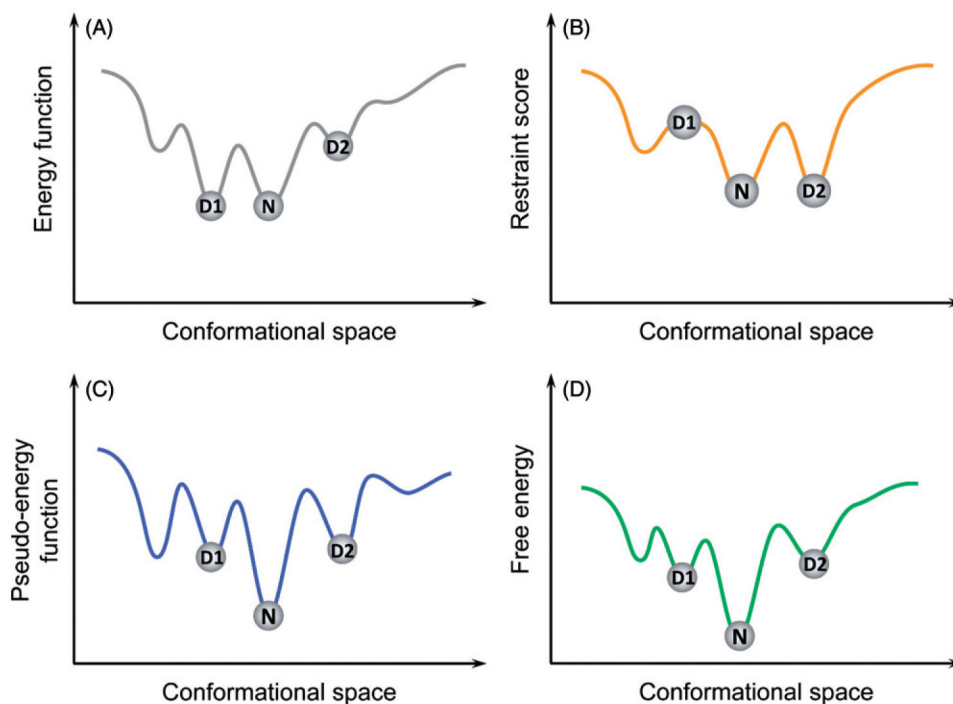 (A)
Energy function
D1
N
D2
Conformational space
(B)
Restraint score
D1
N
D2
Conformational space
(C)
Pseudo-energy
function
D1
N
D2
Conformational space
(D)
Free energy
D1
N
D2
Conformational space